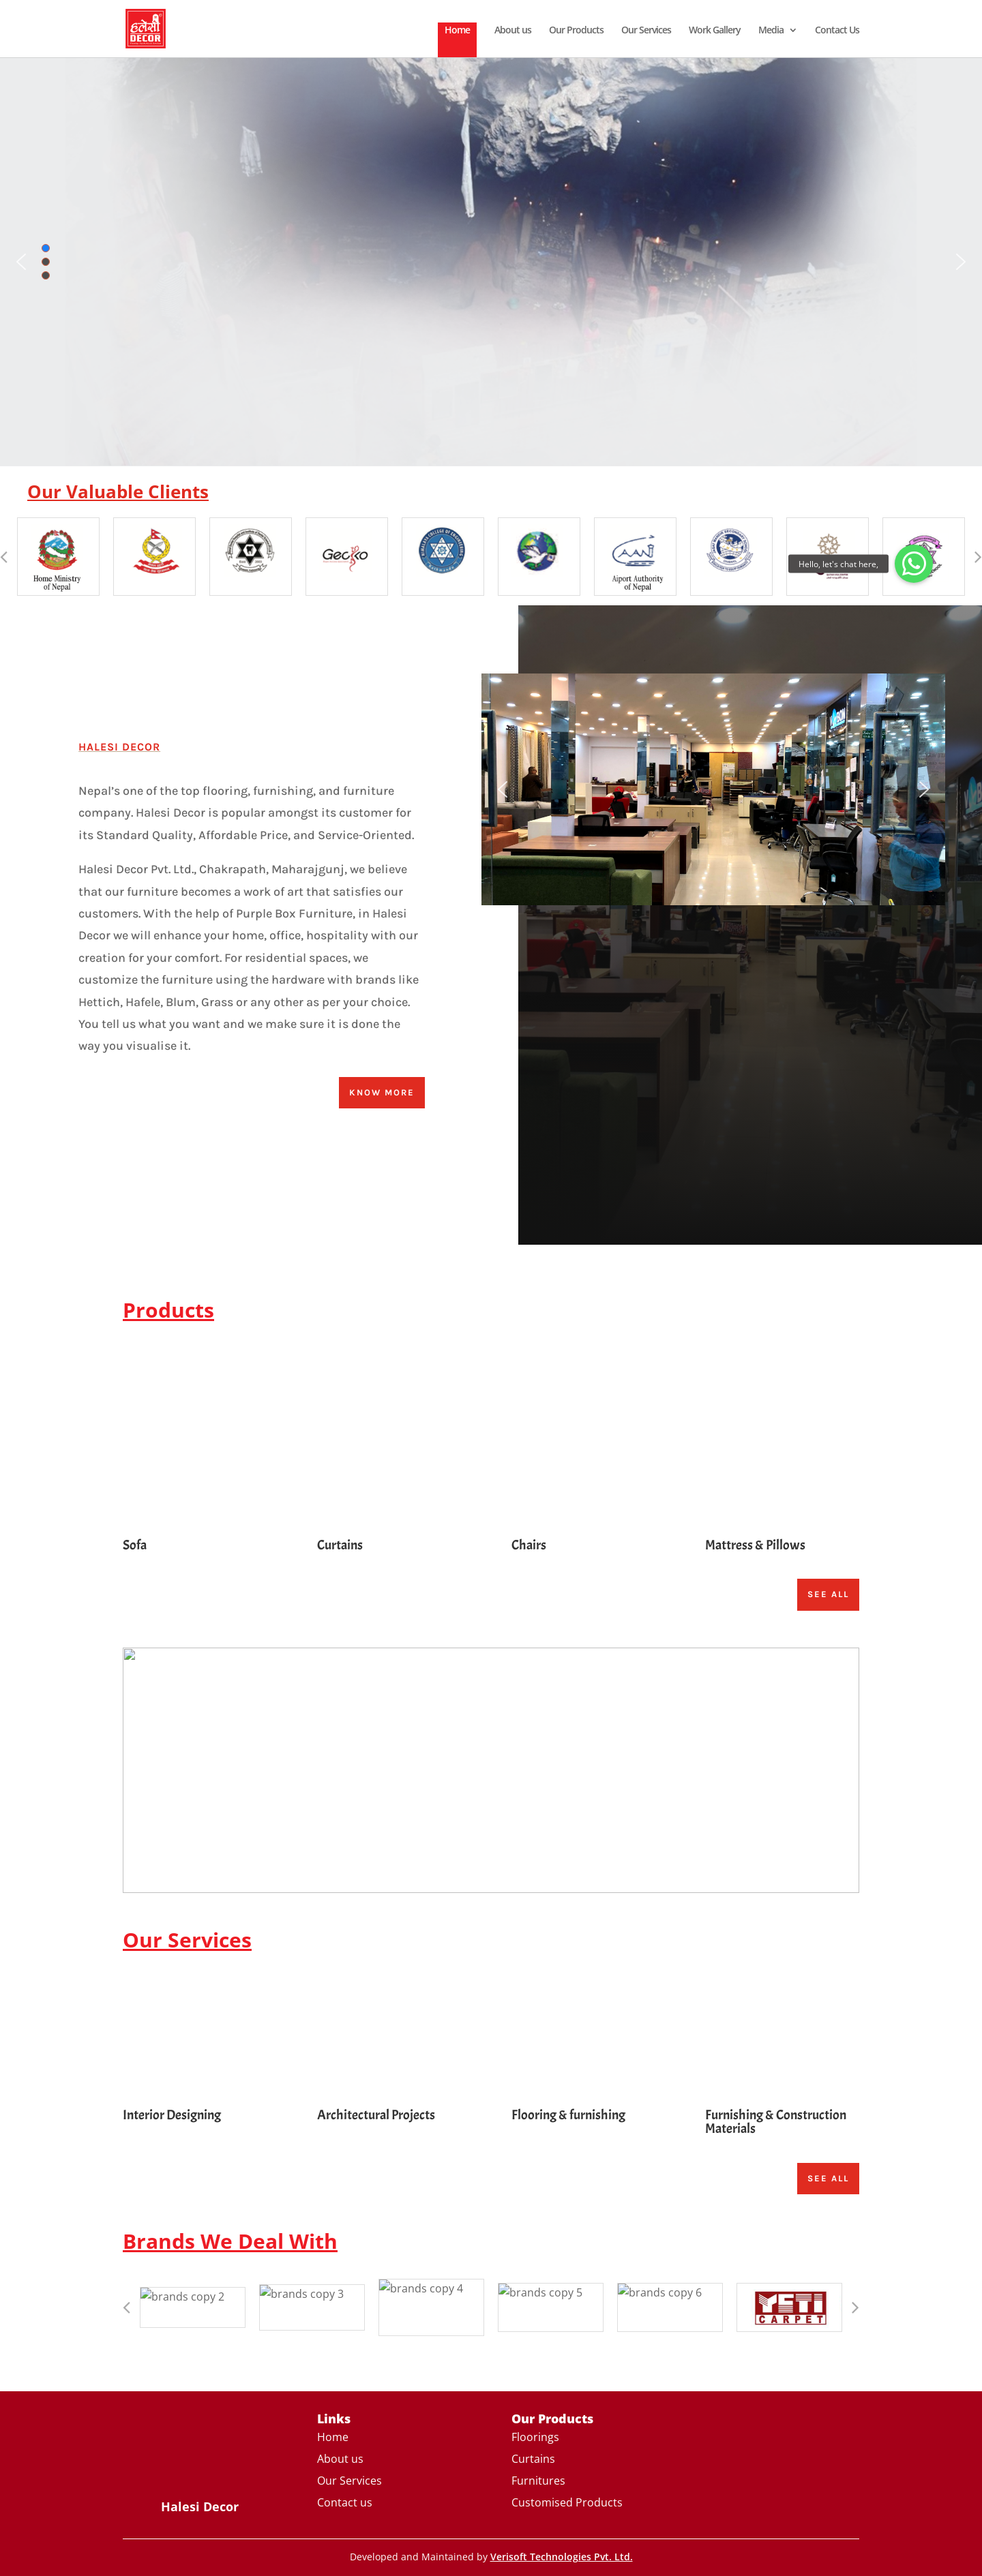 हलेसी
DECOR
Home
About us
Our Products
Our Services
Work Gallery
Media
Contact Us
Our Valuable Clients
Home Ministry
of Nepal
Gecko
Aiport Authority
of Nepal
Hello, let's chat here,
HALESI DECOR
Nepal's one of the top flooring, furnishing, and furniture
company. Halesi Decor is popular amongst its customer for
its Standard Quality, Affordable Price, and Service-Oriented.
Halesi Decor Pvt. Ltd., Chakrapath, Maharajgunj, we believe
that our furniture becomes a work of art that satisfies our
customers. With the help of Purple Box Furniture, in Halesi
Decor we will enhance your home, office, hospitality with our
creation for your comfort. For residential spaces, we
customize the furniture using the hardware with brands like
Hettich, Hafele, Blum, Grass or any other as per your choice.
You tell us what you want and we make sure it is done the
way you visualise it.
KNOW MORE
Products
Sofa
Curtains
Chairs
Mattress & Pillows
SEE ALL
Our Services
Interior Designing
Architectural Projects
Flooring & furnishing
Furnishing & Construction
Materials
SEE ALL
Brands We Deal With
brands copy 2
brands copy 3
brands copy 4
brands copy 5
brands copy 6
YETI
CARPET
Halesi Decor
Links
Home
About us
Our Services
Contact us
Our Products
Floorings
Curtains
Furnitures
Customised Products
Developed and Maintained by Verisoft Technologies Pvt. Ltd.